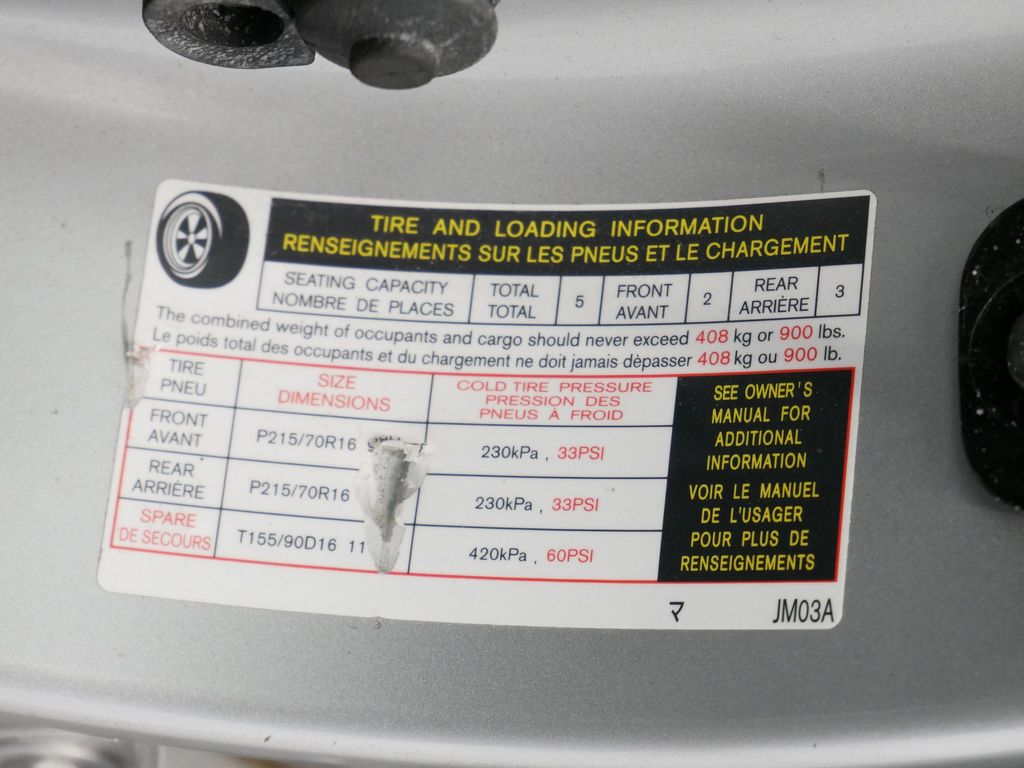 TIRE AND LOADING INFORMATION
RENSEIGNEMENTS SUR LES PNEUS ET LE CHARGEMENT
SEATING CAPACITY
NOMBRE DE PLACES
TOTAL
TOTAL
5
FRONT
AVANT
2
REAR
ARRIÈRE
3
The combined weight of occupants and cargo should never exceed 408 kg or 900 lbs.
Le poids total des occupants et du chargement ne doit jamais dèpasser 408 kg ou 900 lb.
TIRE
PNEU
SIZE
DIMENSIONS
COLD TIRE PRESSURE
PRESSION DES
PNEUS À FROID
FRONT
AVANT
P215/70R16
230kPa , 33PSI
REAR
ARRIÈRE
P215/70R16
230kPa , 33PSI
SPARE
DE SECOURS
T155/90D16
420kPa , 60PSI
SEE OWNER'S
MANUAL FOR
ADDITIONAL
INFORMATION
VOIR LE MANUEL
DE L'USAGER
POUR PLUS DE
RENSEIGNEMENTS
マ
JM03A